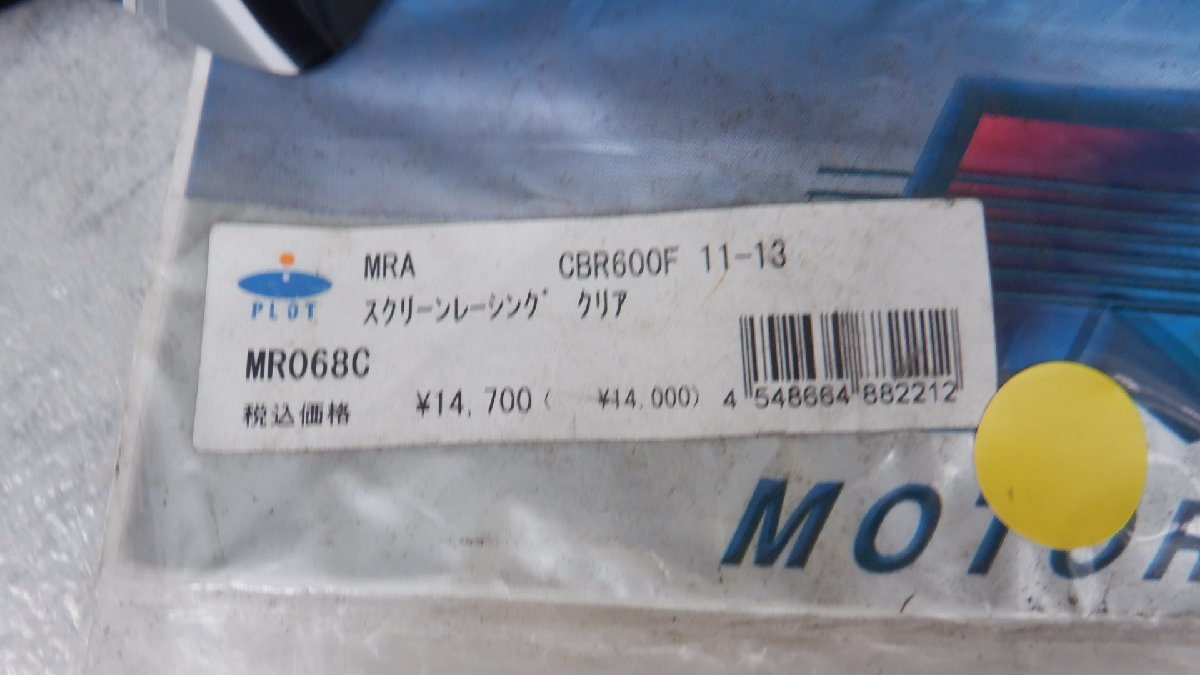 MRA CBR600F 11-13
PLOT
ｽｸﾘｰﾝﾚｰｼﾝｸﾞ ｸﾘｱ
MR068C
税込価格 ¥14,700( ¥14,000)
4 548664 882212
MOTOR